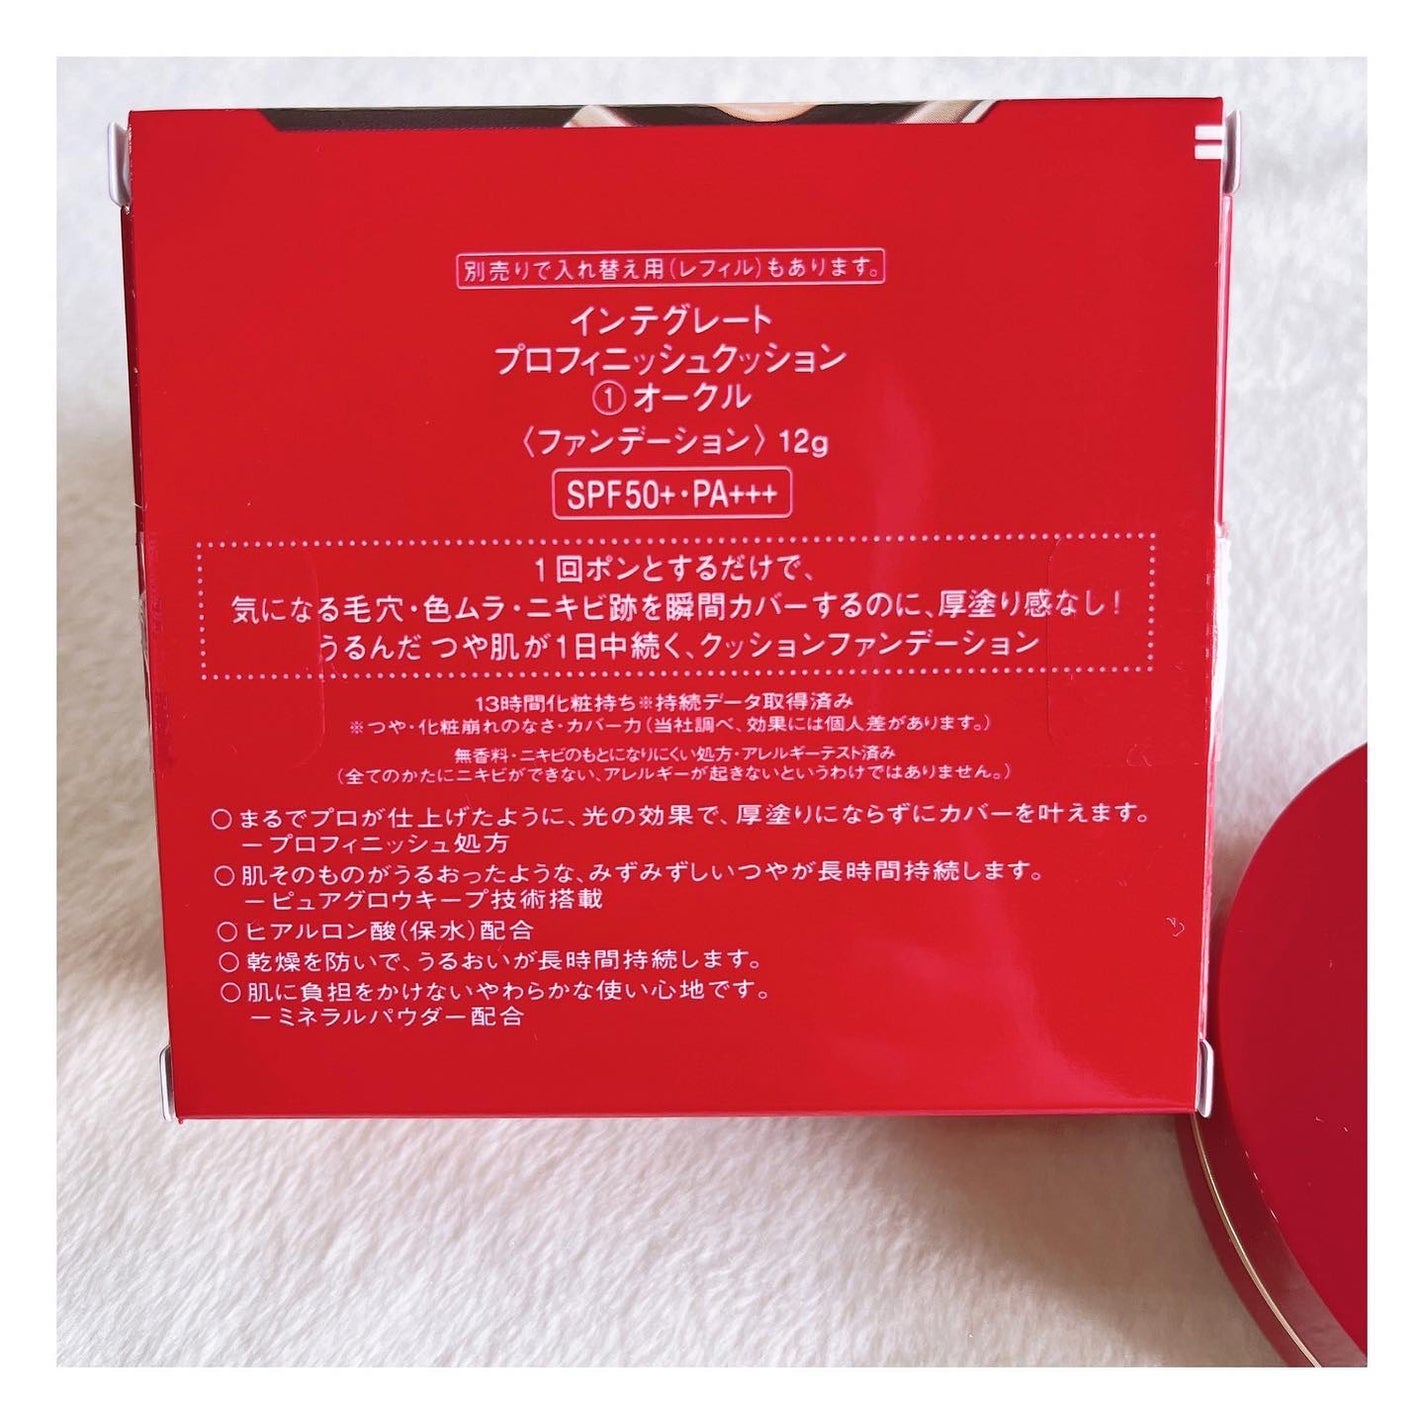 別売りで入れ替え用(レフィル)もあります。
インテグレート
プロフィニッシュクッション
①オークル
〈ファンデーション〉12g
SPF50+・PA+++
1回ポンとするだけで、
気になる毛穴・色ムラ・ニキビ跡を瞬間カバーするのに、厚塗り感なし!
うるんだ つや肌が1日中続く、クッションファンデーション
13時間化粧持ち※持続データ取得済み
※つや・化粧崩れのなさ・カバー力(当社調べ、効果には個人差があります。)
無香料・ニキビのもとになりにくい処方・アレルギーテスト済み
(全てのかたにニキビができない、アレルギーが起きないというわけではありません。)
○まるでプロが仕上げたように、光の効果で、厚塗りにならずにカバーを叶えます。
ープロフィニッシュ処方
○肌そのものがうるおったような、みずみずしいつやが長時間持続します。
ーピュアグロウキープ技術搭載
○ヒアルロン酸(保水)配合
○乾燥を防いで、うるおいが長時間持続します。
○肌に負担をかけないやわらかな使い心地です。
ーミネラルパウダー配合